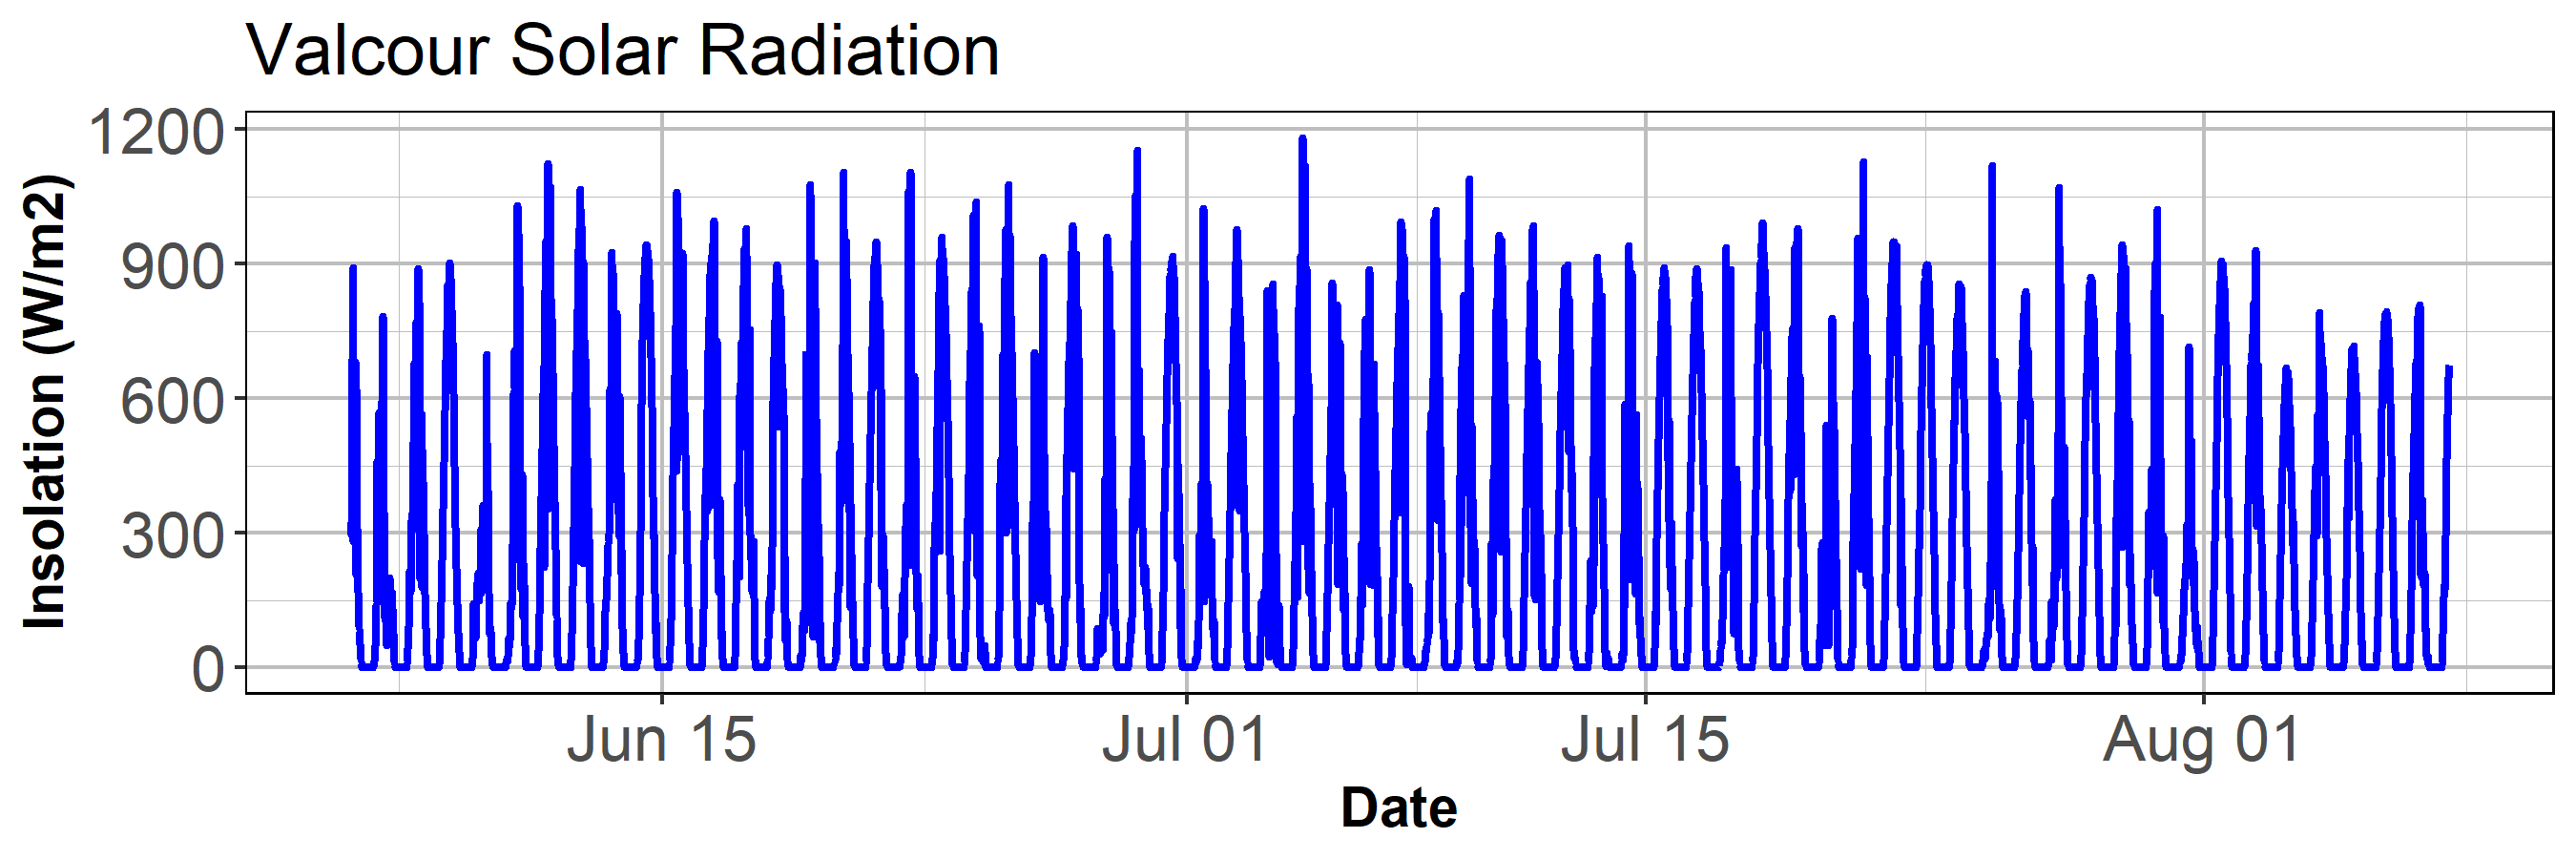 Valcour Solar Radiation
1200
900
600
300
0
Insolation (W/m2)
Jun 15 Jul 01 Jul 15 Aug 01
Date